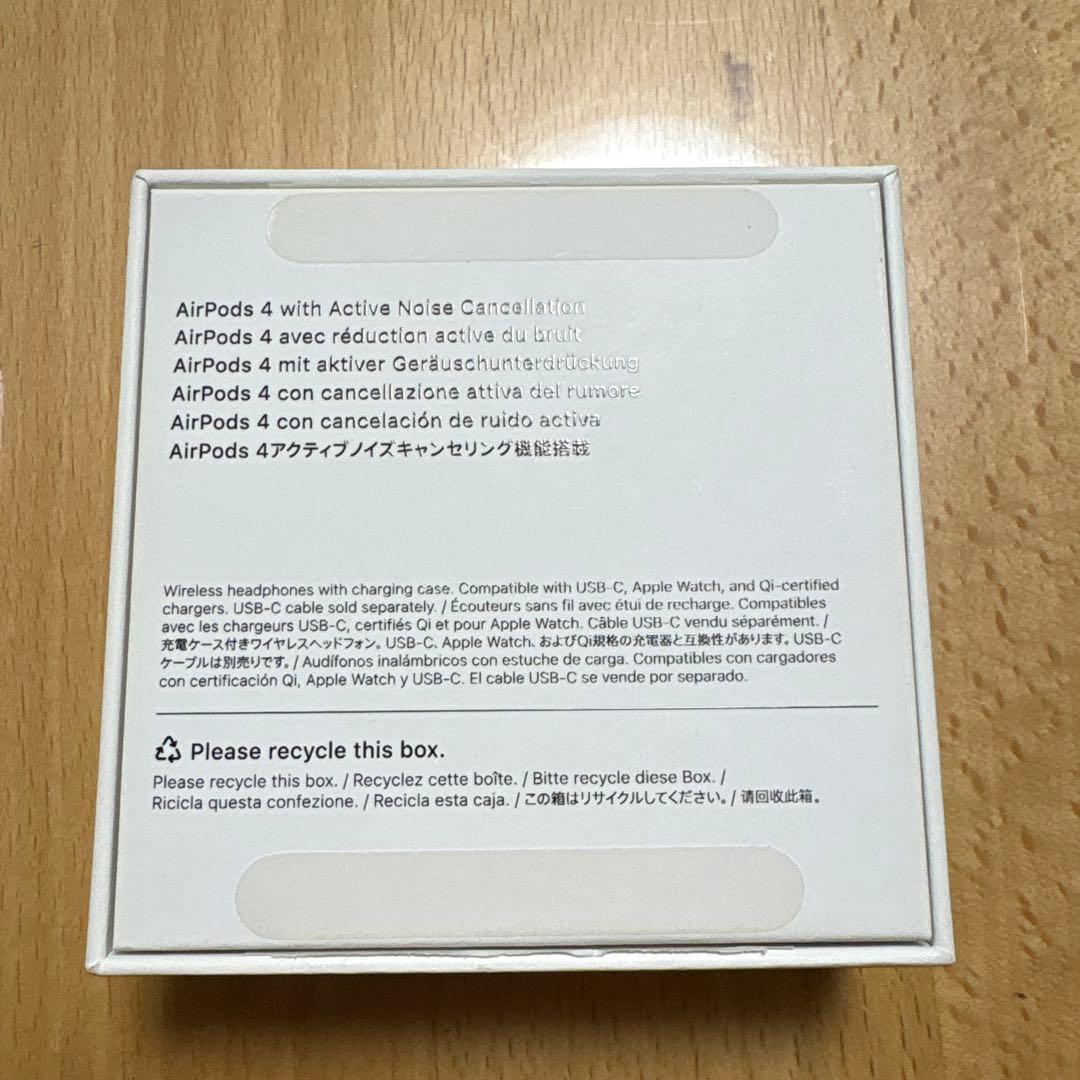 AirPods 4 with Active Noise Cancellation
AirPods 4 avec réduction active du bruit
AirPods 4 mit aktiver Geräuschunterdrückung
AirPods 4 con cancellazione attiva del rumore
AirPods 4 con cancelación de ruido activa
AirPods 4アクティブノイズキャンセリング機能搭載
Wireless headphones with charging case. Compatible with USB-C, Apple Watch, and Qi-certified
chargers. USB-C cable sold separately. / Écouteurs sans fil avec étui de recharge. Compatibles
avec les chargeurs USB-C, certifiés Qi et pour Apple Watch. Câble USB-C vendu séparément. /
充電ケース付きワイヤレスヘッドフォン。USB-C、Apple Watch、およびQi規格の充電器と互換性があります。USB-C
ケーブルは別売りです。/ Audífonos inalámbricos con estuche de carga. Compatibles con cargadores
con certificación Qi, Apple Watch y USB-C. El cable USB-C se vende por separado.
Please recycle this box.
Please recycle this box. / Recyclez cette boîte. / Bitte recycle diese Box. /
Ricicla questa confezione. / Recicla esta caja. / この箱はリサイクルしてください。/ 请回收此箱。